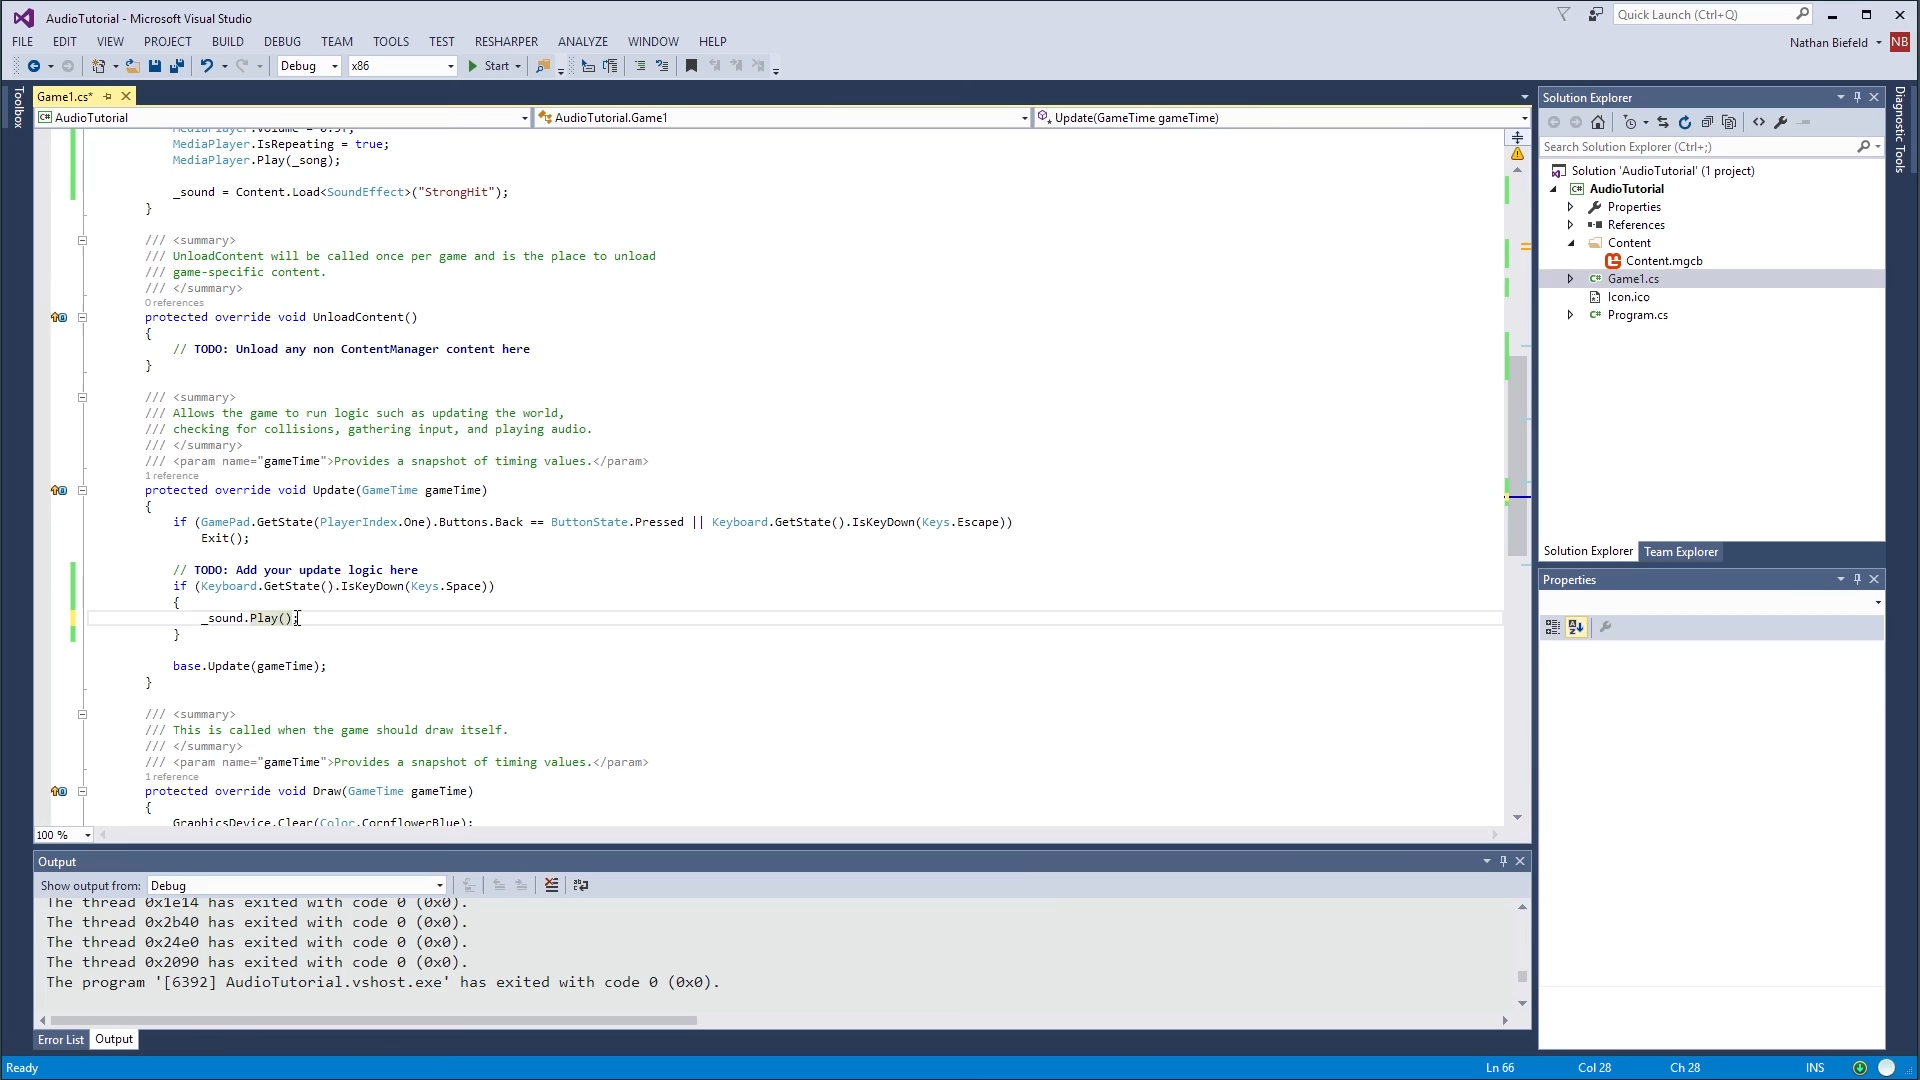 AudioTutorial - Microsoft Visual Studio
Quick Launch (Ctrl+Q)
FILE EDIT VIEW PROJECT BUILD DEBUG TEAM TOOLS TEST RESHARPER ANALYZE WINDOW HELP
Nathan Biefeld NB
Debug x86 Start
Toolbox
Game1.cs*
AudioTutorial AudioTutorial.Game1 Update(GameTime gameTime)
MediaPlayer.IsRepeating = true;
MediaPlayer.Play(_song);
_sound = Content.Load<SoundEffect>("StrongHit");
}
/// <summary>
/// UnloadContent will be called once per game and is the place to unload
/// game-specific content.
/// </summary>
0 references
protected override void UnloadContent()
{
// TODO: Unload any non ContentManager content here
}
/// <summary>
/// Allows the game to run logic such as updating the world,
/// checking for collisions, gathering input, and playing audio.
/// </summary>
/// <param name="gameTime">Provides a snapshot of timing values.</param>
1 reference
protected override void Update(GameTime gameTime)
{
if (GamePad.GetState(PlayerIndex.One).Buttons.Back == ButtonState.Pressed || Keyboard.GetState().IsKeyDown(Keys.Escape))
Exit();
// TODO: Add your update logic here
if (Keyboard.GetState().IsKeyDown(Keys.Space))
{
_sound.Play();
}
base.Update(gameTime);
}
/// <summary>
/// This is called when the game should draw itself.
/// </summary>
/// <param name="gameTime">Provides a snapshot of timing values.</param>
1 reference
protected override void Draw(GameTime gameTime)
{
GraphicsDevice.Clear(Color.CornflowerBlue);
100 %
Output
Show output from: Debug
The thread 0x1e14 has exited with code 0 (0x0).
The thread 0x2b40 has exited with code 0 (0x0).
The thread 0x24e0 has exited with code 0 (0x0).
The thread 0x2090 has exited with code 0 (0x0).
The program '[6392] AudioTutorial.vshost.exe' has exited with code 0 (0x0).
Error List Output
Solution Explorer
Search Solution Explorer (Ctrl+;)
Solution 'AudioTutorial' (1 project)
AudioTutorial
Properties
References
Content
Content.mgcb
Game1.cs
Icon.ico
Program.cs
Solution Explorer Team Explorer
Properties
Diagnostic Tools
Ready Ln 66 Col 28 Ch 28 INS